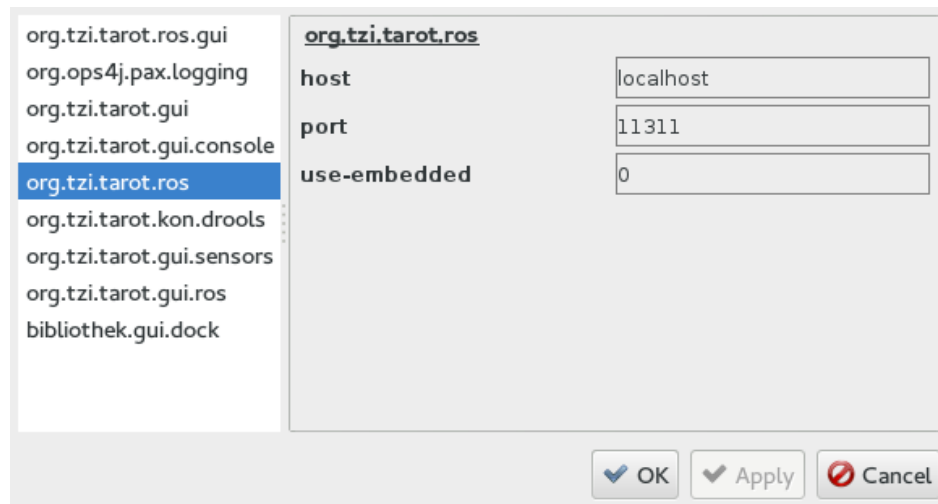 org.tzi.tarot.ros.gui
org.ops4j.pax.logging
org.tzi.tarot.gui
org.tzi.tarot.gui.console
org.tzi.tarot.ros
org.tzi.tarot.kon.drools
org.tzi.tarot.gui.sensors
org.tzi.tarot.gui.ros
bibliothek.gui.dock
org.tzi.tarot.ros
host localhost
port 11311
use-embedded 0
OK Apply Cancel